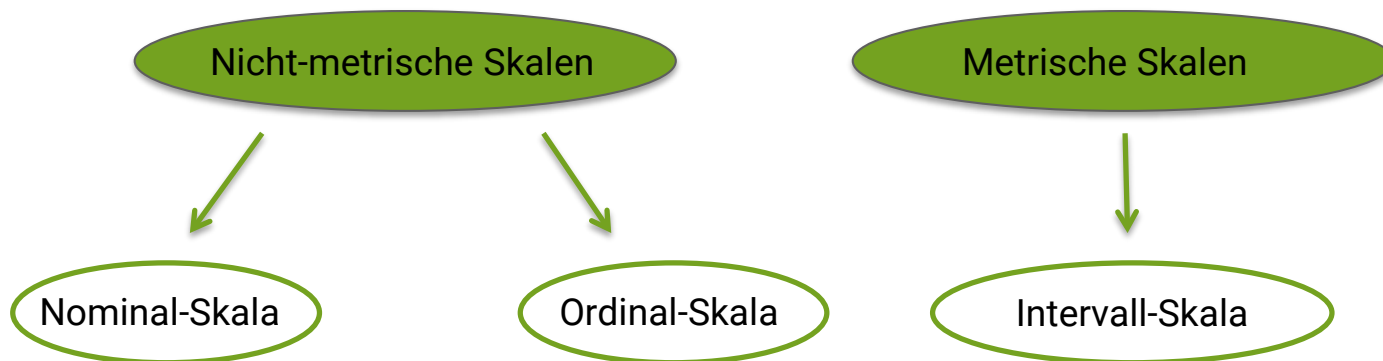 Nicht-metrische Skalen
Metrische Skalen
Nominal-Skala
Ordinal-Skala
Intervall-Skala